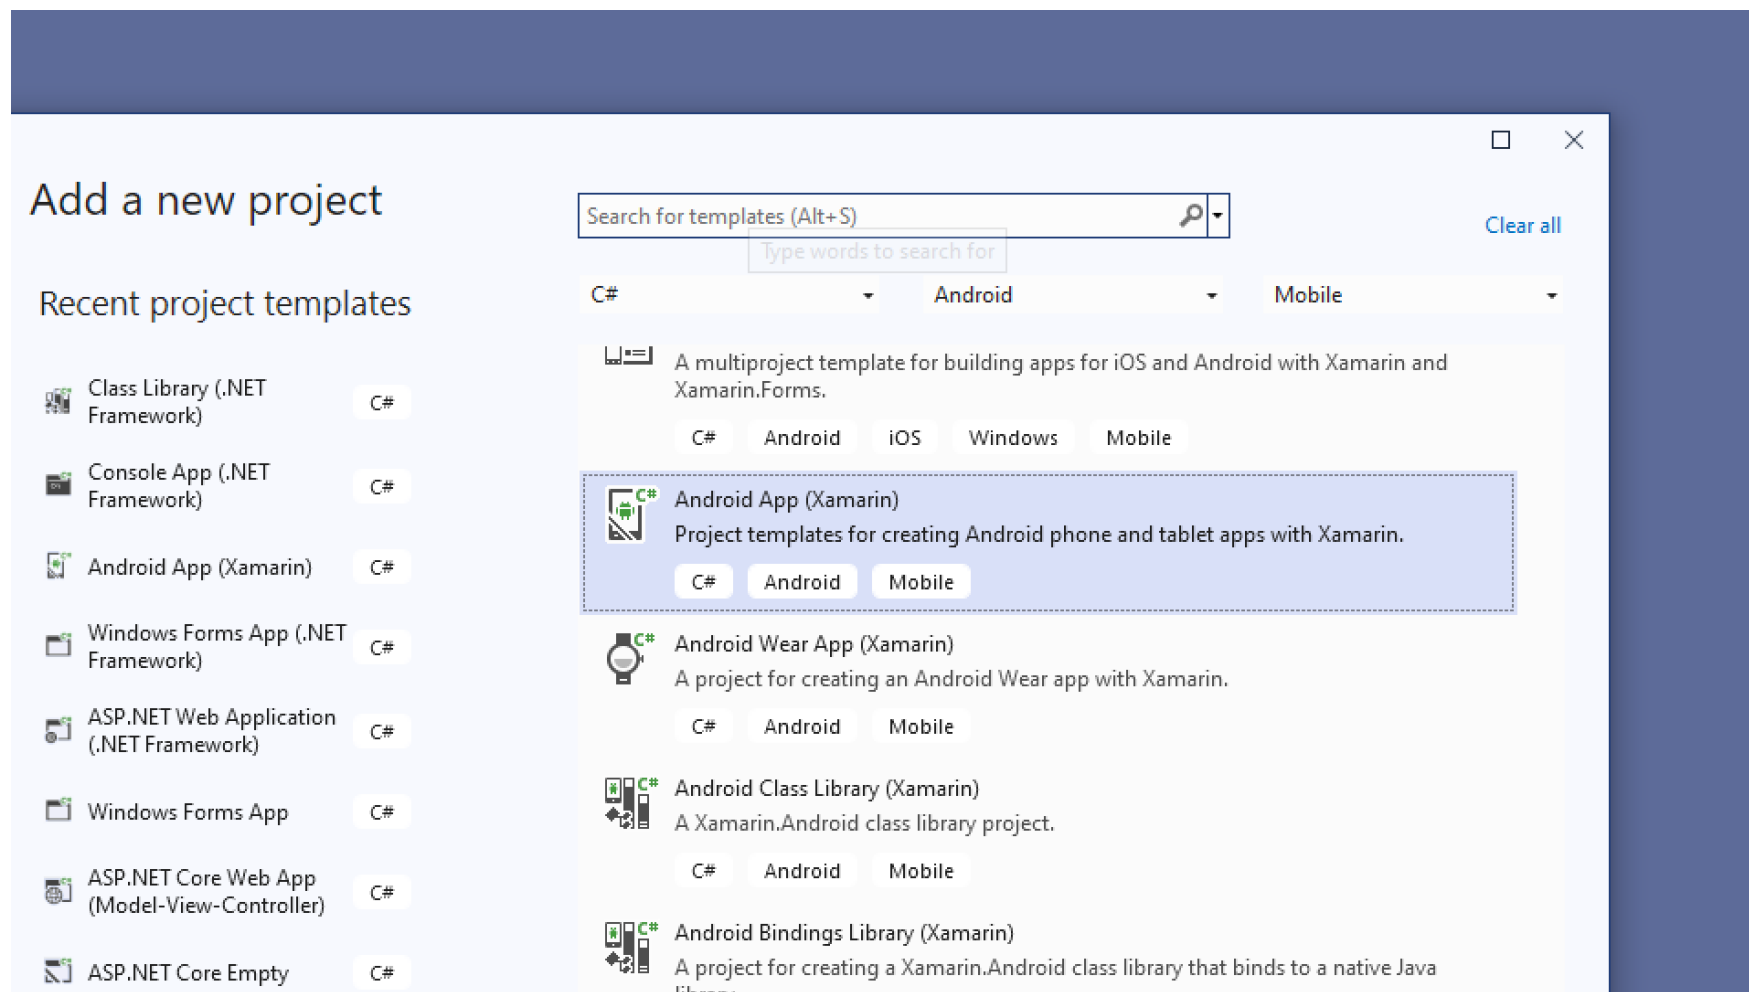 Add a new project
Recent project templates
Class Library (.NET
Framework)
C#
Console App (.NET
Framework)
C#
Android App (Xamarin)
C#
Windows Forms App (.NET
Framework)
C#
ASP.NET Web Application
(.NET Framework)
C#
Windows Forms App
C#
ASP.NET Core Web App
(Model-View-Controller)
C#
ASP.NET Core Empty
C#
Search for templates (Alt+S)
Type words to search for
Clear all
C# Android Mobile
A multiproject template for building apps for iOS and Android with Xamarin and
Xamarin.Forms.
C# Android iOS Windows Mobile
C#
Android App (Xamarin)
Project templates for creating Android phone and tablet apps with Xamarin.
C# Android Mobile
C#
Android Wear App (Xamarin)
A project for creating an Android Wear app with Xamarin.
C# Android Mobile
C#
Android Class Library (Xamarin)
A Xamarin.Android class library project.
C# Android Mobile
C#
Android Bindings Library (Xamarin)
A project for creating a Xamarin.Android class library that binds to a native Java